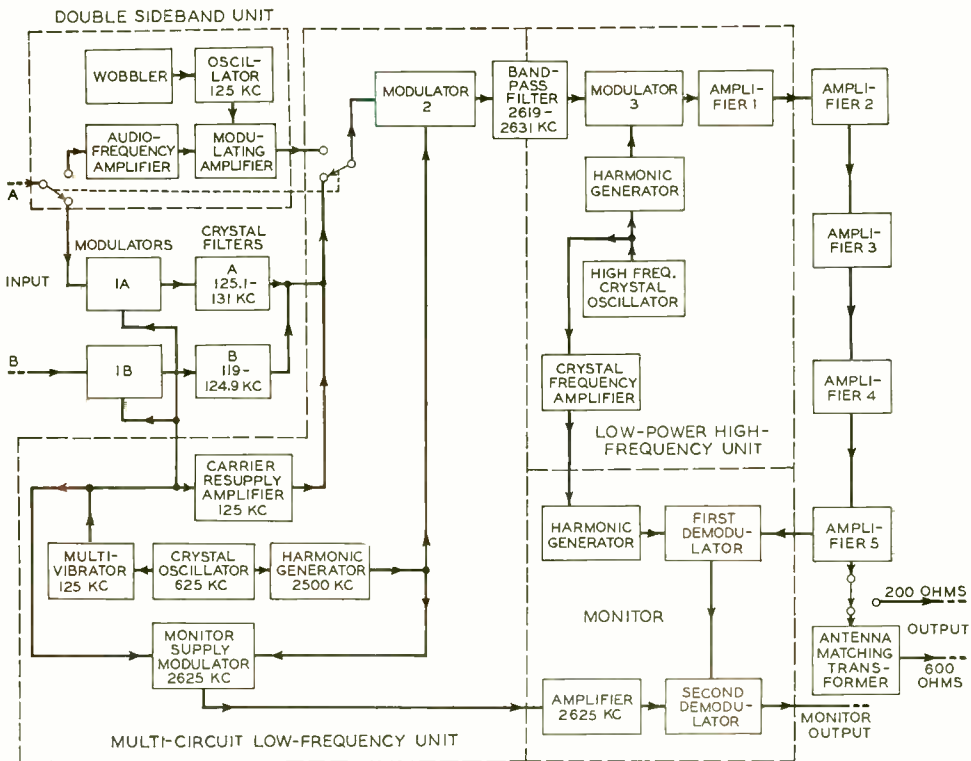 DOUBLE SIDEBAND UNIT
WOBBLER
OSCIL-
LATOR
125 KC
AUDIO-
FREQUENCY
AMPLIFIER
MODU-
LATING
AMPLIFIER
A
INPUT
B
MODULATORS
CRYSTAL
FILTERS
1A
A
125.1-
131 KC
1B
B
119-
124.9 KC
MODULATOR
2
BAND-
PASS
FILTER
2619-
2631 KC
MODULATOR
3
AMPLI-
FIER 1
AMPLI-
FIER 2
HARMONIC
GENERATOR
HIGH FREQ.
CRYSTAL
OSCILLATOR
AMPLI-
FIER 3
CRYSTAL
FREQUENCY
AMPLIFIER
AMPLI-
FIER 4
LOW-POWER HIGH-
FREQUENCY UNIT
CARRIER
RESUPPLY
AMPLIFIER
125 KC
MULTI-
VIBRATOR
125 KC
CRYSTAL
OSCILLATOR
625 KC
HARMONIC
GENERATOR
2500 KC
HARMONIC
GENERATOR
FIRST
DEMODU-
LATOR
AMPLI-
FIER 5
200 OHMS
OUTPUT
ANTENNA
MATCHING
TRANS-
FORMER
600
OHMS
MONITOR
MONITOR
SUPPLY
MODULATOR
2625 KC
AMPLIFIER
2625 KC
SECOND
DEMODU-
LATOR
MONITOR
OUTPUT
MULTI-CIRCUIT LOW-FREQUENCY UNIT